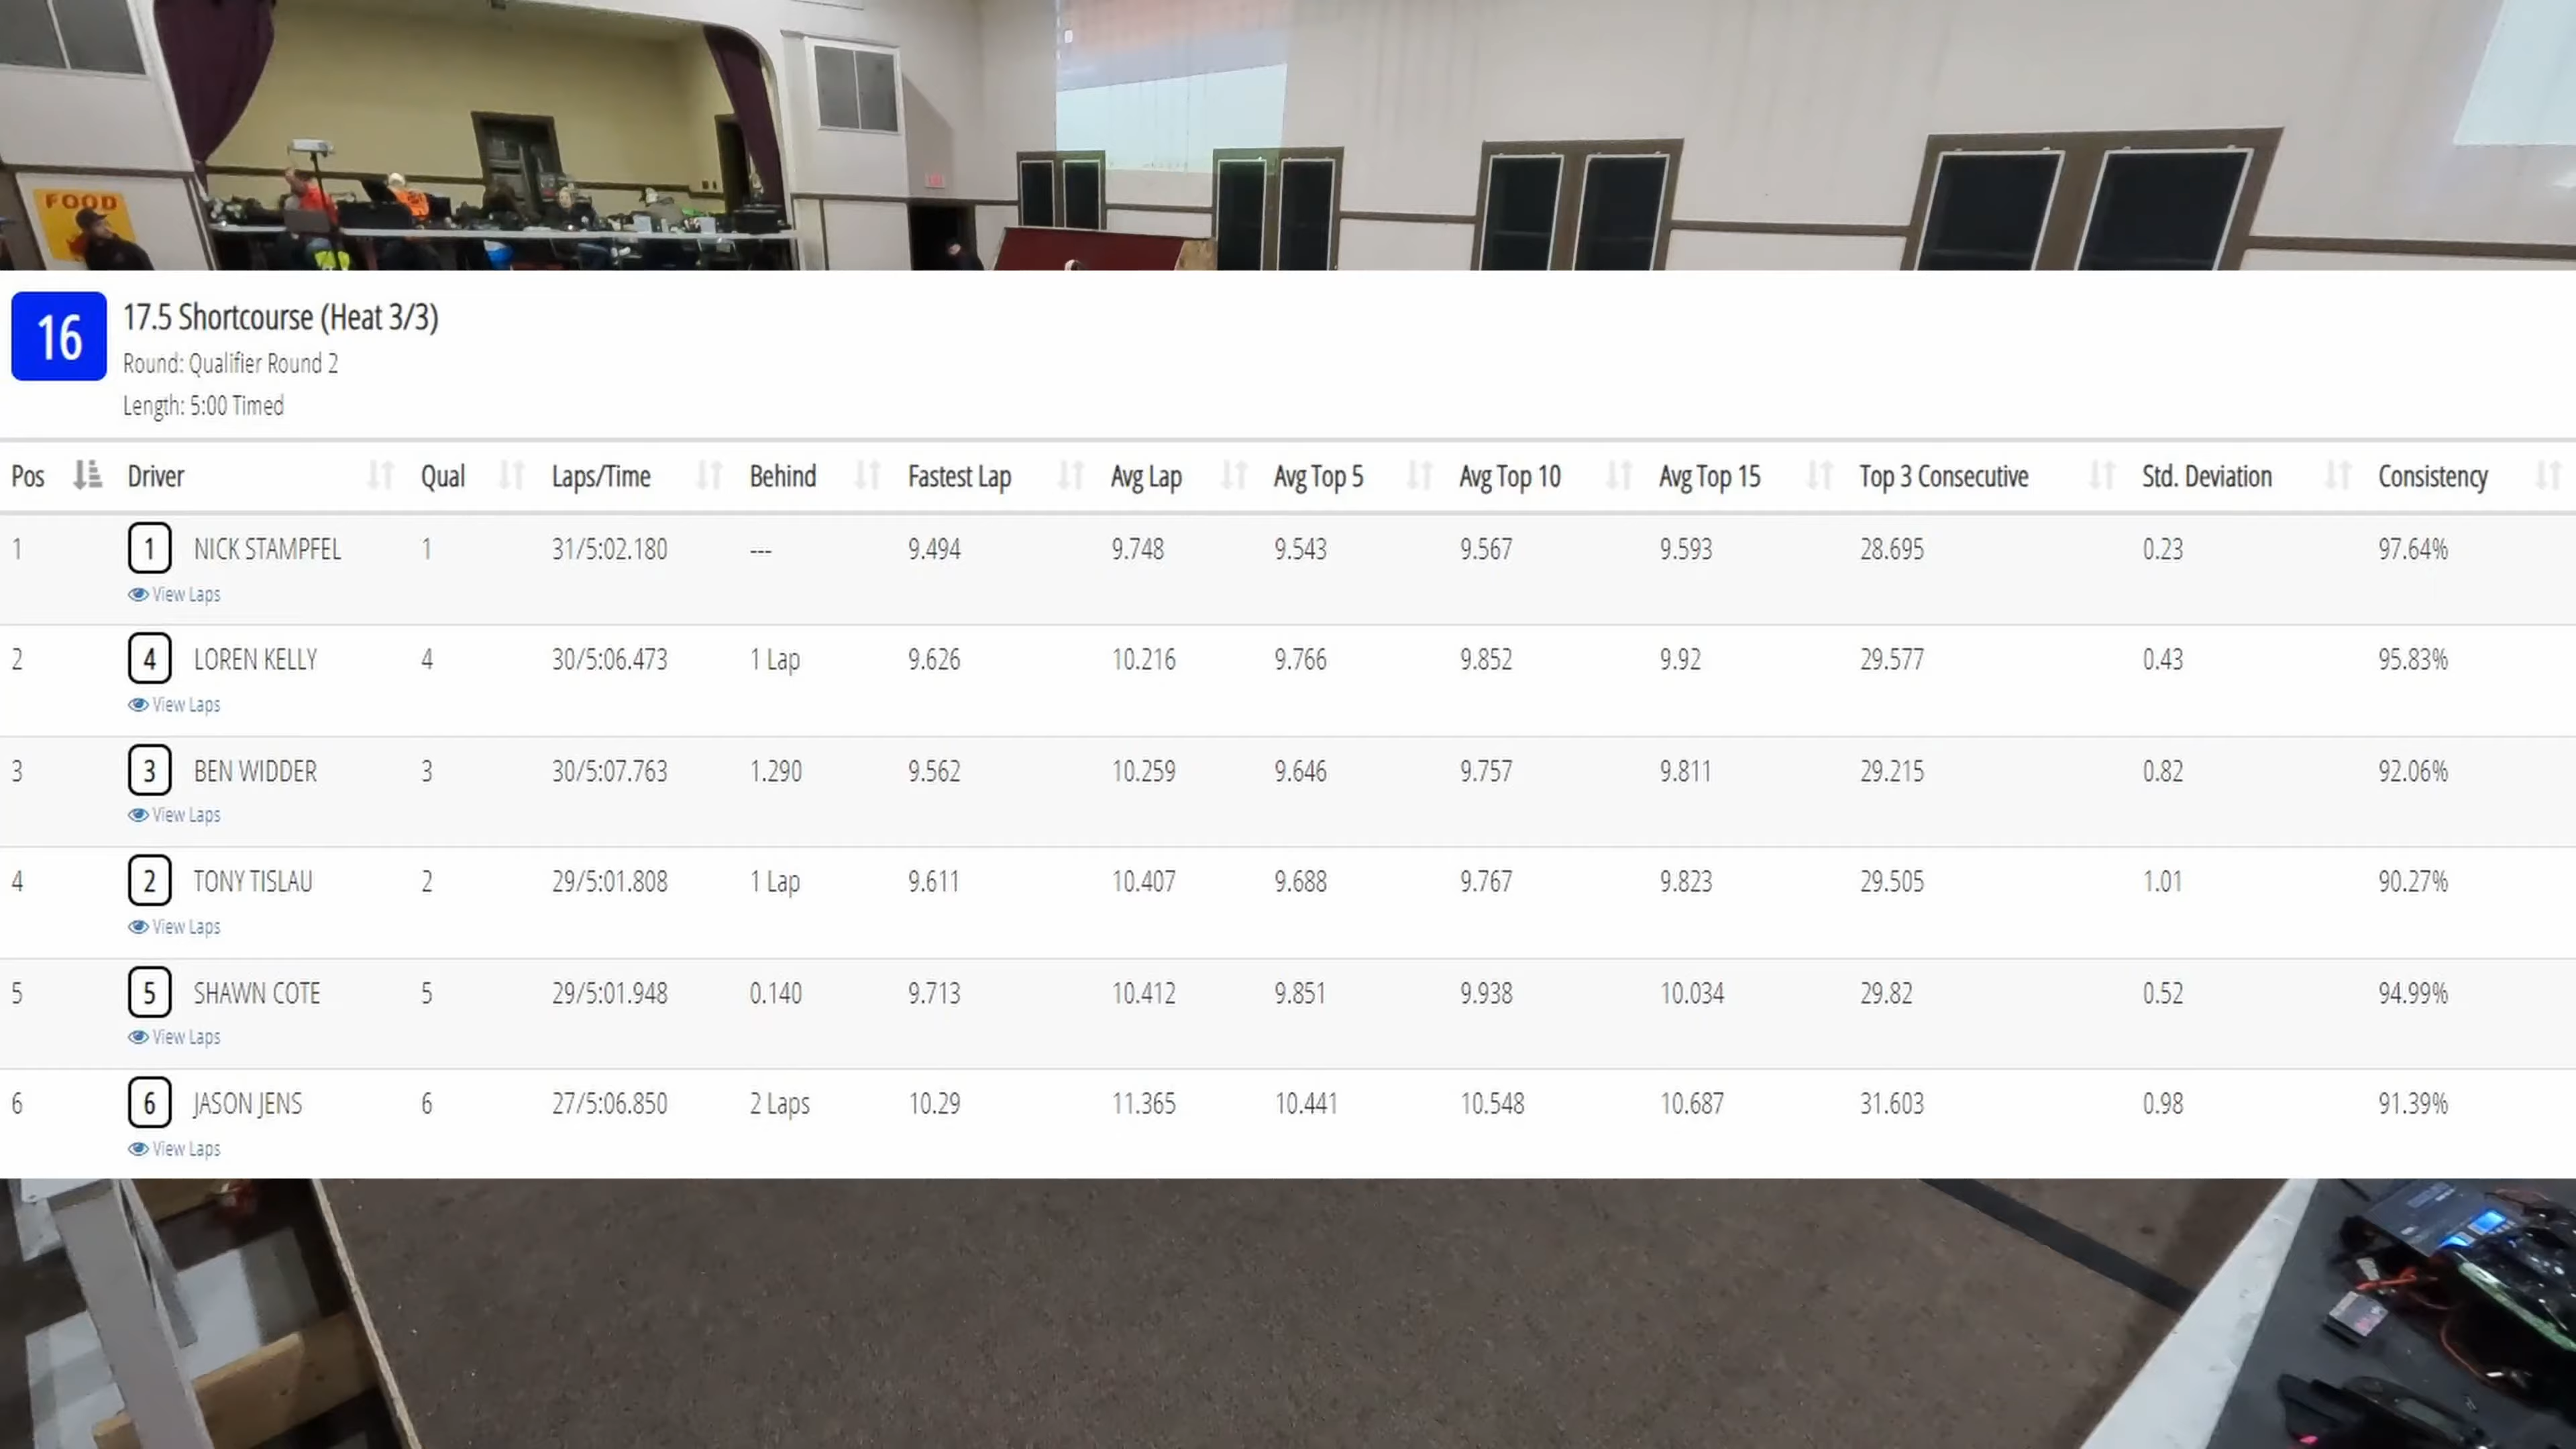 FOOD
16
17.5 Shortcourse (Heat 3/3)
Round: Qualifier Round 2
Length: 5:00 Timed
Pos Driver Qual Laps/Time Behind Fastest Lap Avg Lap Avg Top 5 Avg Top 10 Avg Top 15 Top 3 Consecutive Std. Deviation Consistency
1 1 NICK STAMPFEL 1 31/5:02.180 --- 9.494 9.748 9.543 9.567 9.593 28.695 0.23 97.64%
View Laps
2 4 LOREN KELLY 4 30/5:06.473 1 Lap 9.626 10.216 9.766 9.852 9.92 29.577 0.43 95.83%
View Laps
3 3 BEN WIDDER 3 30/5:07.763 1.290 9.562 10.259 9.646 9.757 9.811 29.215 0.82 92.06%
View Laps
4 2 TONY TISLAU 2 29/5:01.808 1 Lap 9.611 10.407 9.688 9.767 9.823 29.505 1.01 90.27%
View Laps
5 5 SHAWN COTE 5 29/5:01.948 0.140 9.713 10.412 9.851 9.938 10.034 29.82 0.52 94.99%
View Laps
6 6 JASON JENS 6 27/5:06.850 2 Laps 10.29 11.365 10.441 10.548 10.687 31.603 0.98 91.39%
View Laps